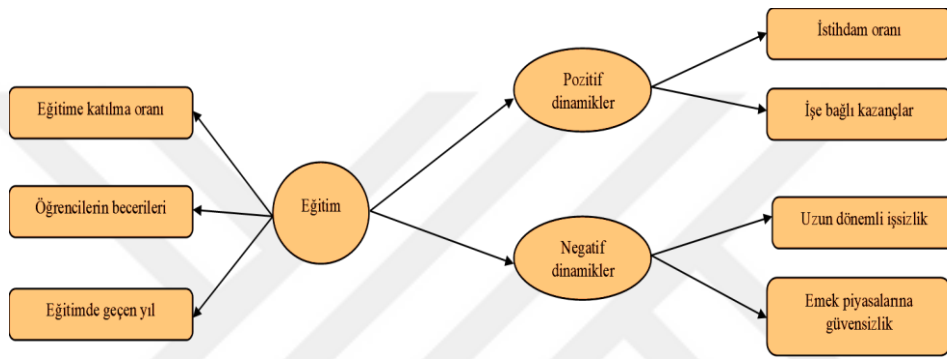 Eğitime katılma oranı
Öğrencilerin becerileri
Eğitimde geçen yıl
Eğitim
Pozitif
dinamikler
Negatif
dinamikler
İstihdam oranı
İşe bağlı kazançlar
Uzun dönemli işsizlik
Emek piyasalarına
güvensizlik